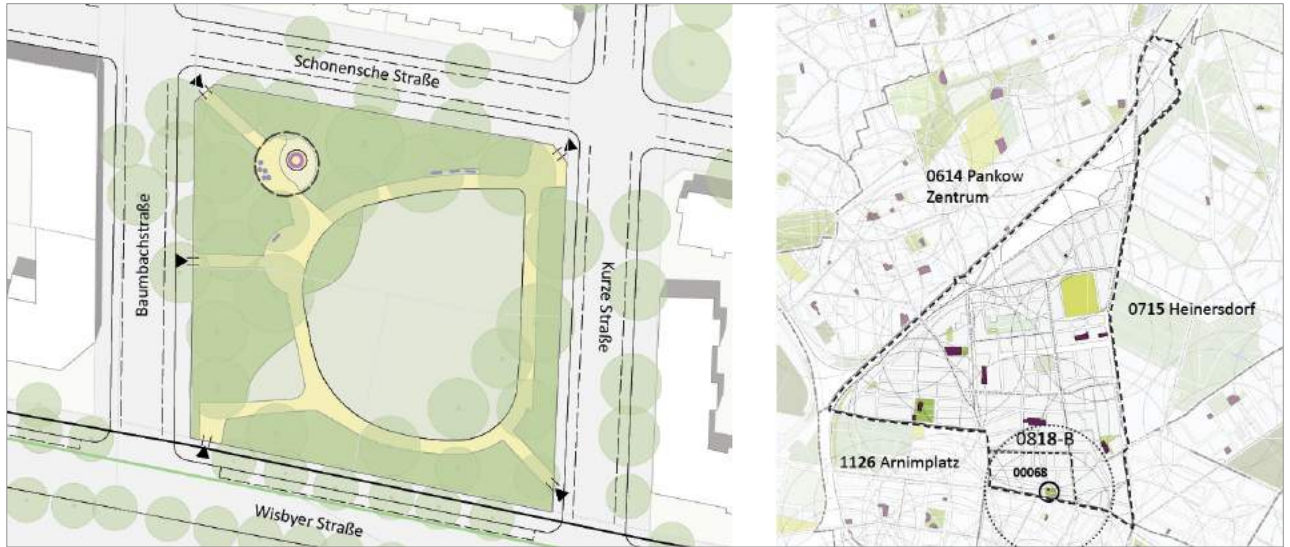 Schonensche Straße
Baumbachstraße
Kurze Straße
Wisbyer Straße
0614 Pankow
Zentrum
0715 Heinersdorf
0818-B
1126 Arnimplatz
00068